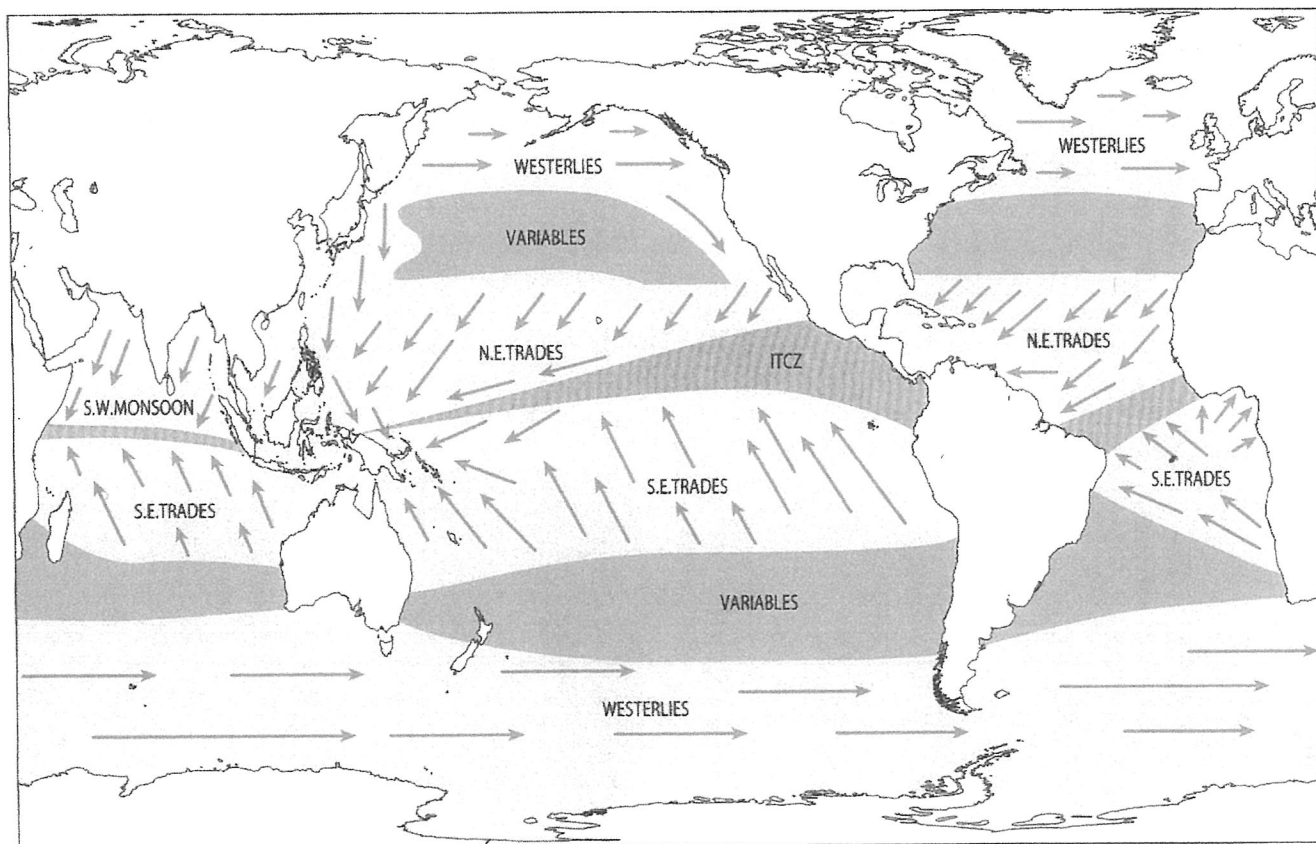 WESTERLIES
WESTERLIES
VARIABLES
N.E.TRADES
N.E.TRADES
ITCZ
S.W.MONSOON
S.E.TRADES
S.E.TRADES
S.E.TRADES
VARIABLES
WESTERLIES